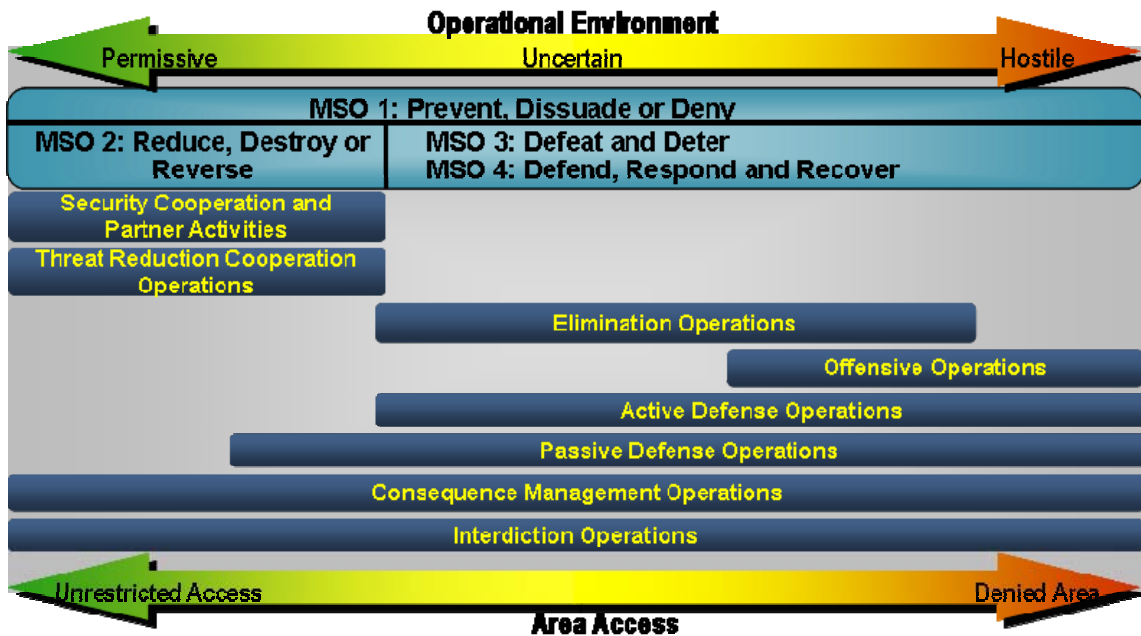 Operational Environment
Permissive Uncertain Hostile
MSO 1: Prevent, Dissuade or Deny
MSO 2: Reduce, Destroy or
Reverse
MSO 3: Defeat and Deter
MSO 4: Defend, Respond and Recover
Security Cooperation and
Partner Activities
Threat Reduction Cooperation
Operations
Elimination Operations
Offensive Operations
Active Defense Operations
Passive Defense Operations
Consequence Management Operations
Interdiction Operations
Unrestricted Access Denied Area
Area Access